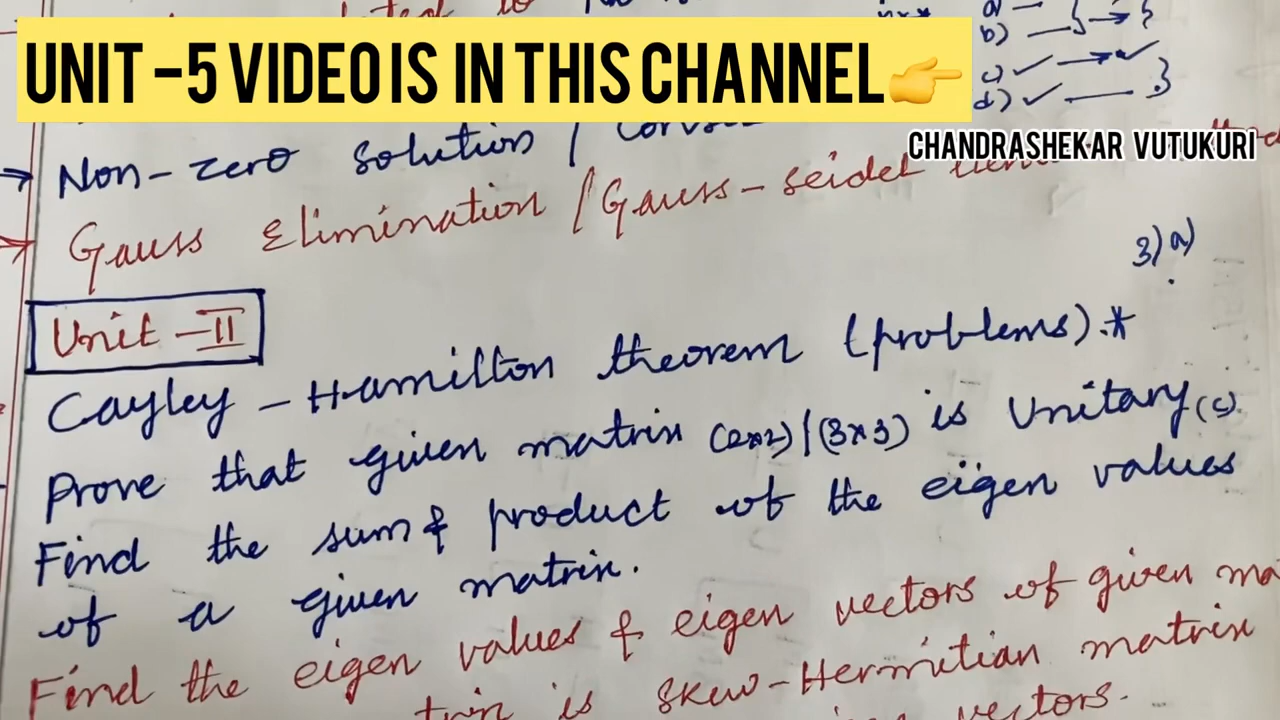 a)
b)
c)
d)
UNIT -5 VIDEO IS IN THIS CHANNEL👉
CHANDRASHEKAR VUTUKURI
→ Non-zero solution /
→ Gauss Elimination / Gauss-seidel
3) a)
Unit -II
Cayley - Hamilton theorem (problems).*
Prove that given matrix (2x2) | (3x3) is Unitary (c)
Find the sum & product of the eigen values
of a given matrix.
Find the eigen values & eigen vectors of given
is skew-Hermitian matrix
vectors.